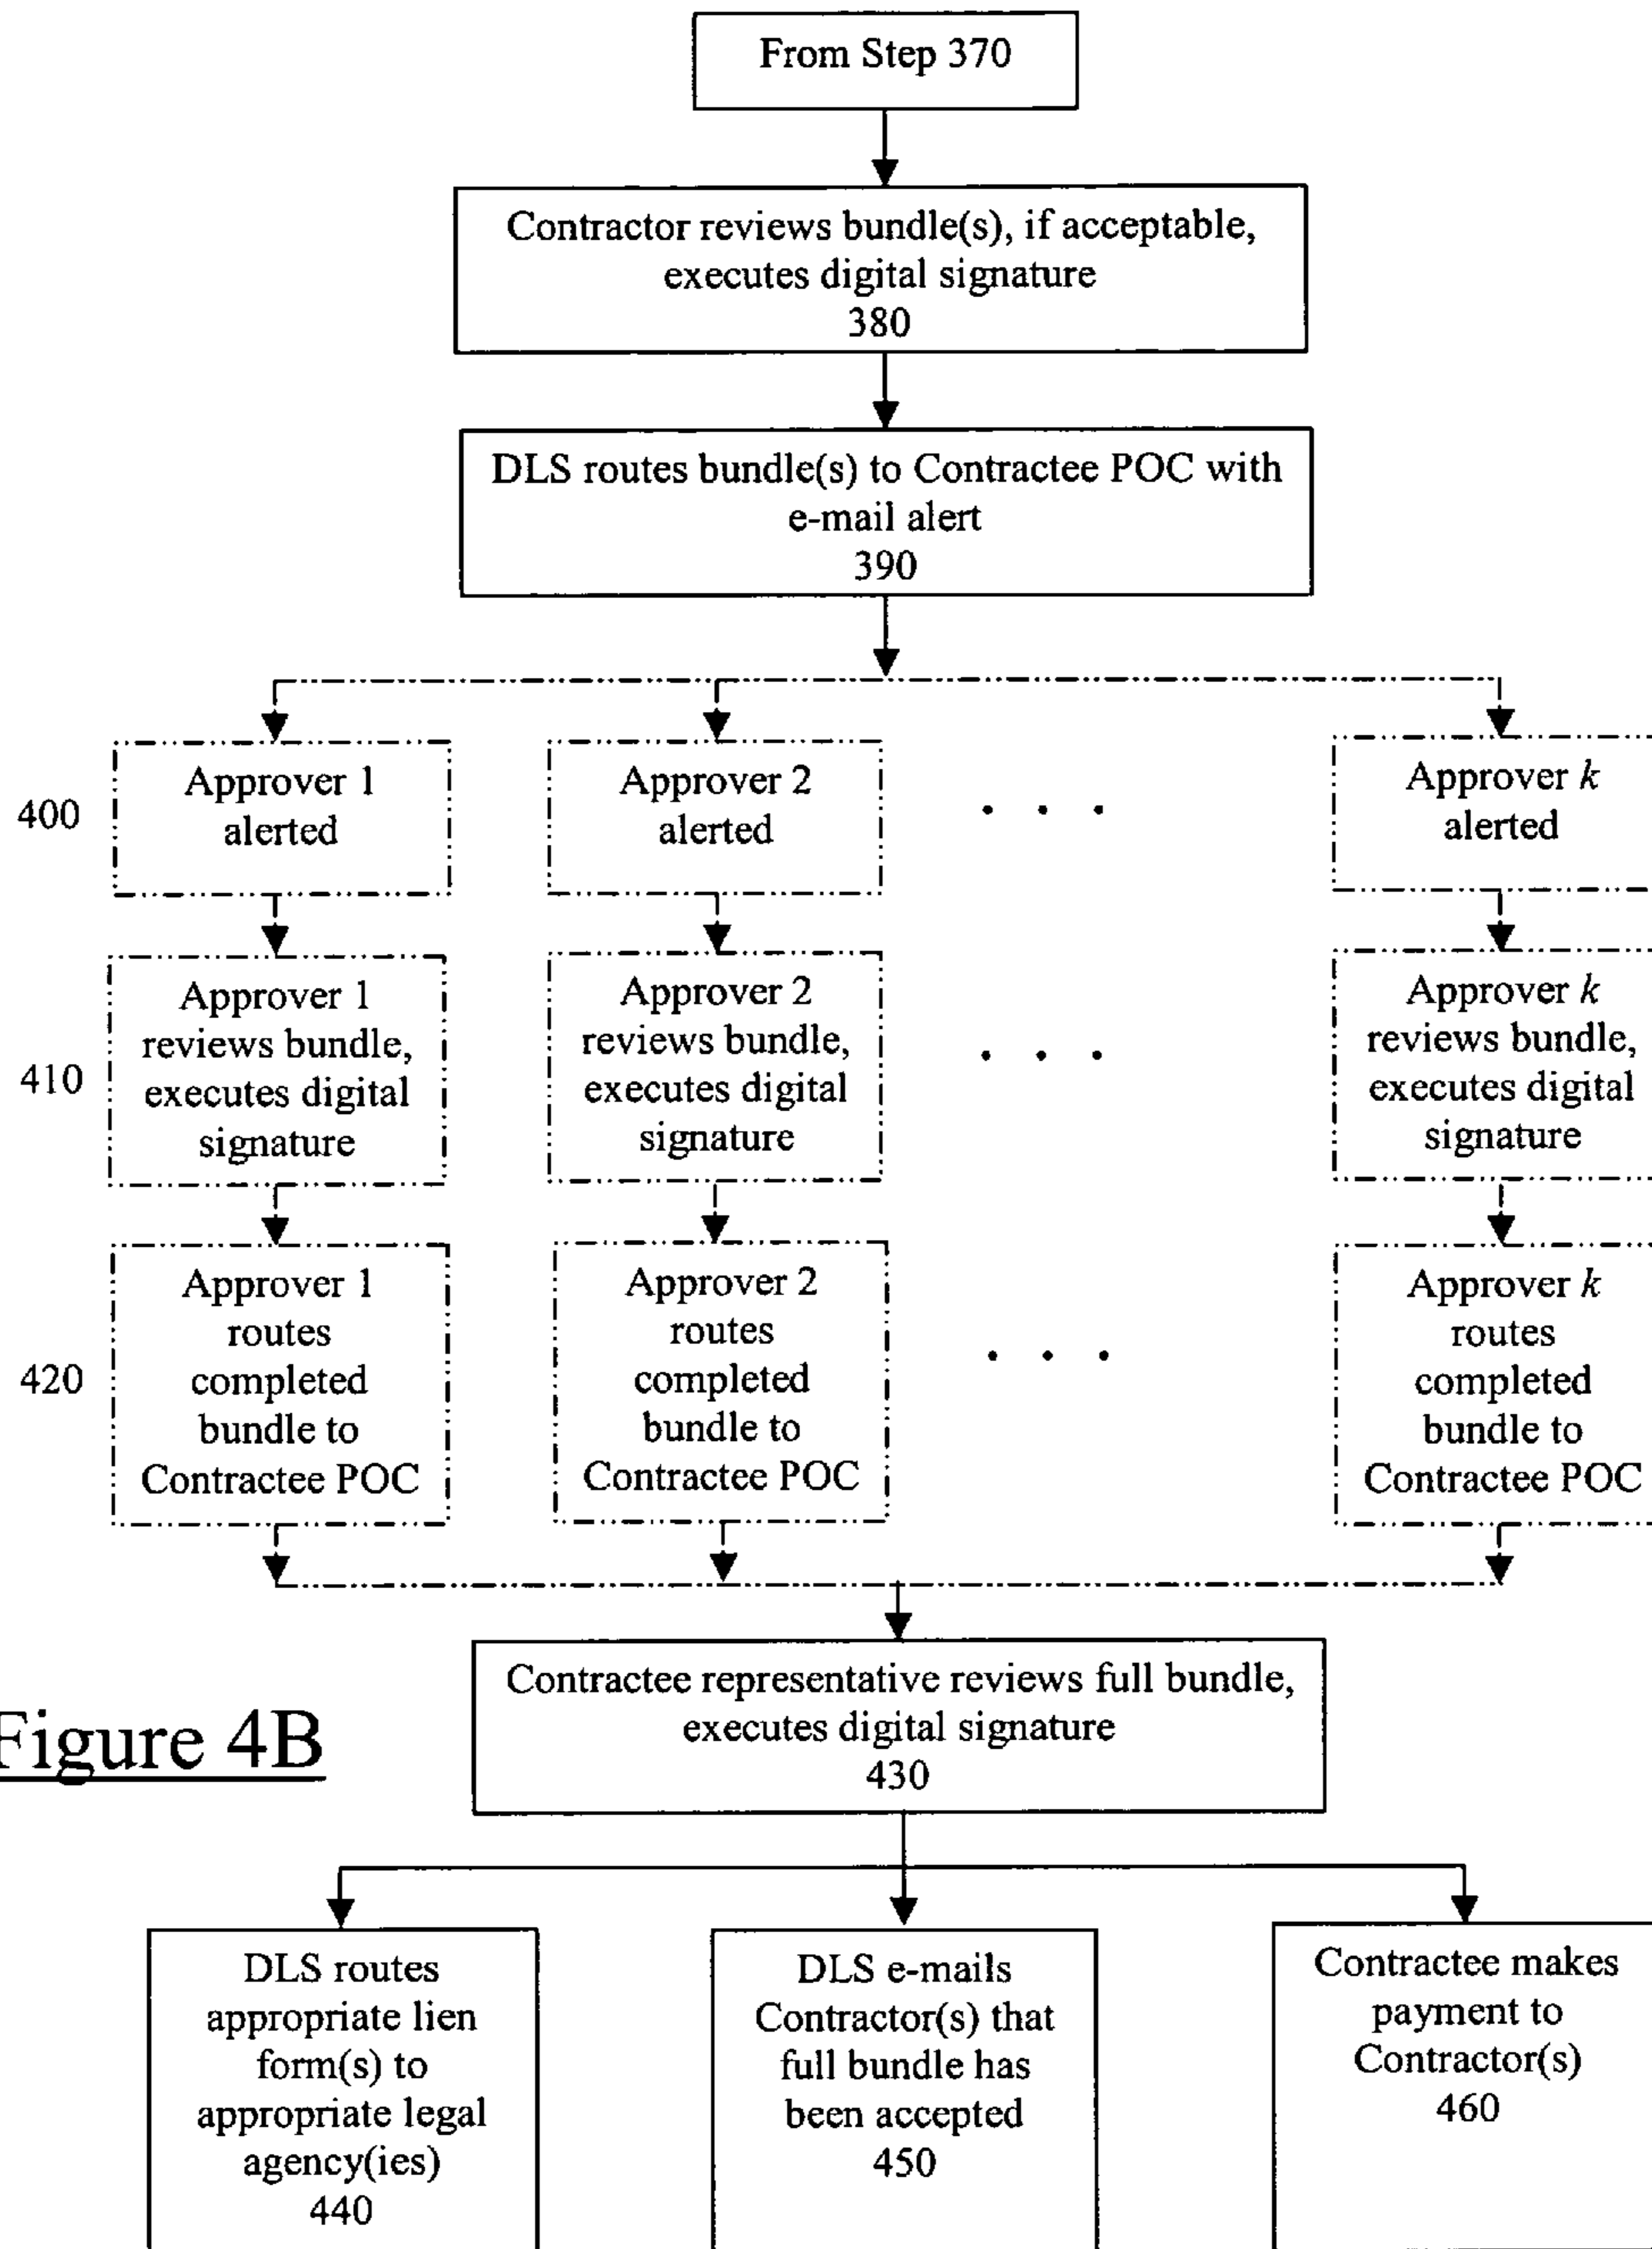 From Step 370
Contractor reviews bundle(s), if acceptable,
executes digital signature
380
DLS routes bundle(s) to Contractee POC with
e-mail alert
390
400
Approver 1
alerted
Approver 2
alerted
. . .
Approver k
alerted
410
Approver 1
reviews bundle,
executes digital
signature
Approver 2
reviews bundle,
executes digital
signature
. . .
Approver k
reviews bundle,
executes digital
signature
420
Approver 1
routes
completed
bundle to
Contractee POC
Approver 2
routes
completed
bundle to
Contractee POC
. . .
Approver k
routes
completed
bundle to
Contractee POC
Contractee representative reviews full bundle,
executes digital signature
430
Figure 4B
DLS routes
appropriate lien
form(s) to
appropriate legal
agency(ies)
440
DLS e-mails
Contractor(s) that
full bundle has
been accepted
450
Contractee makes
payment to
Contractor(s)
460